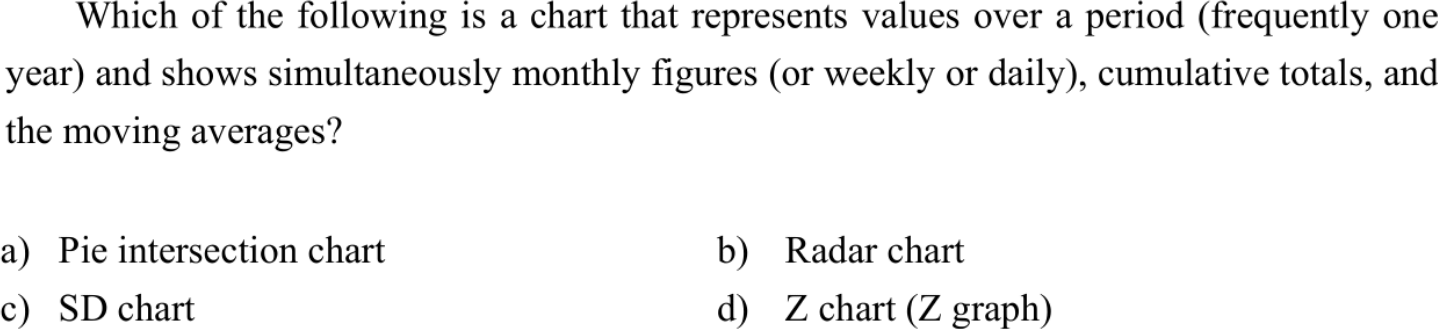 Which of the following is a chart that represents values over a period (frequently one
year) and shows simultaneously monthly figures (or weekly or daily), cumulative totals, and
the moving averages?
a) Pie intersection chart b) Radar chart
c) SD chart d) Z chart (Z graph)